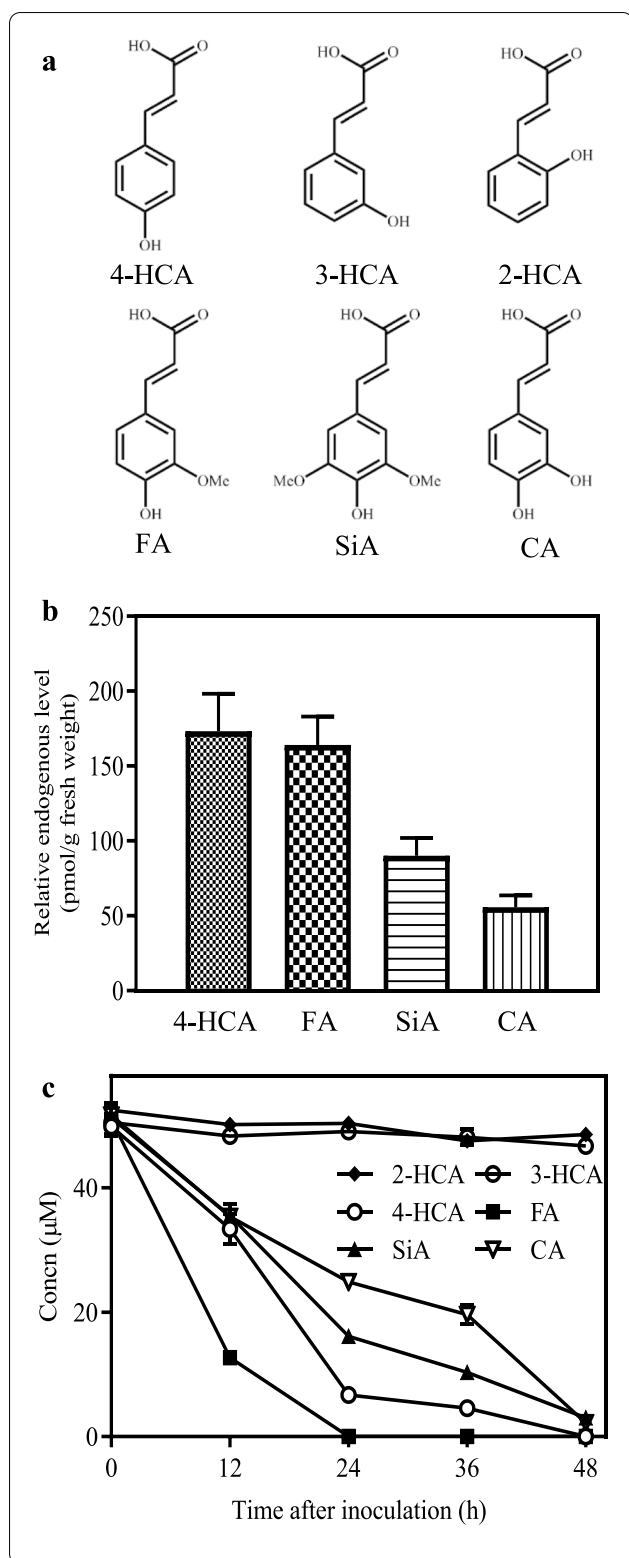 a
HO O HO O HO O
OH
OH
OH
4-HCA 3-HCA 2-HCA
HO O HO O HO O
OMe MeO OMe OH
OH OH OH
FA SiA CA
b
Relative endogenous level
(pmol/g fresh weight)
250
200
150
100
50
0
4-HCA FA SiA CA
c
Concn (μM)
40
20
0
2-HCA 3-HCA
4-HCA FA
SiA CA
0 12 24 36 48
Time after inoculation (h)